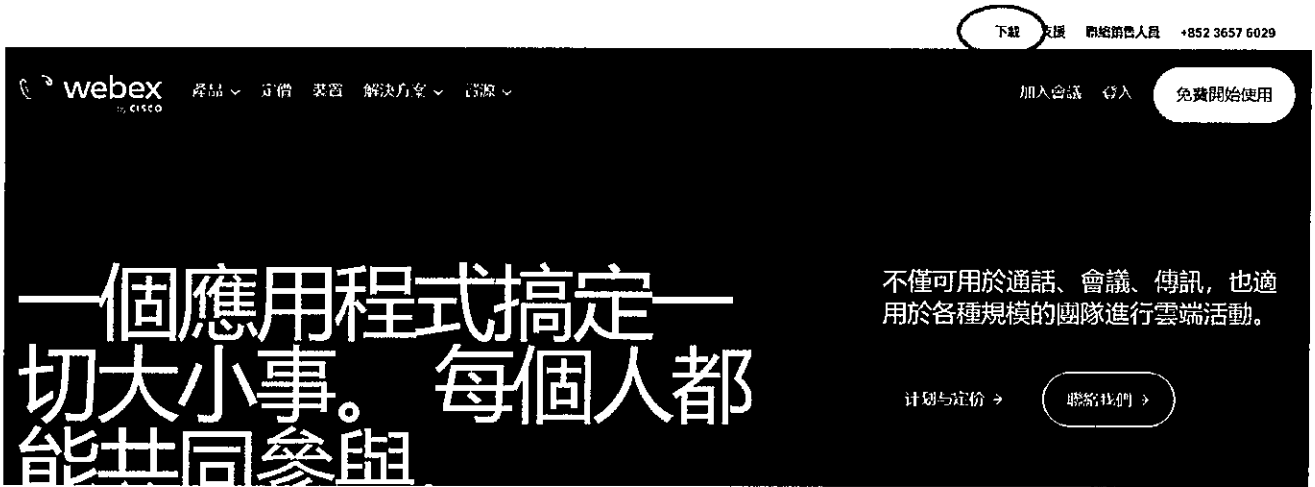 下載 支援 聯絡銷售人員 +852 3657 6029
webex 產品 定價 裝置 解決方案 資源 加入會議 登入 免費開始使用
by CISCO
一個應用程式搞定一
切大小事。 每個人都
能共同參與.
不僅可用於通話、會議、傳訊，也適
用於各種規模的團隊進行雲端活動。
计划与定价 → 聯絡我們 >